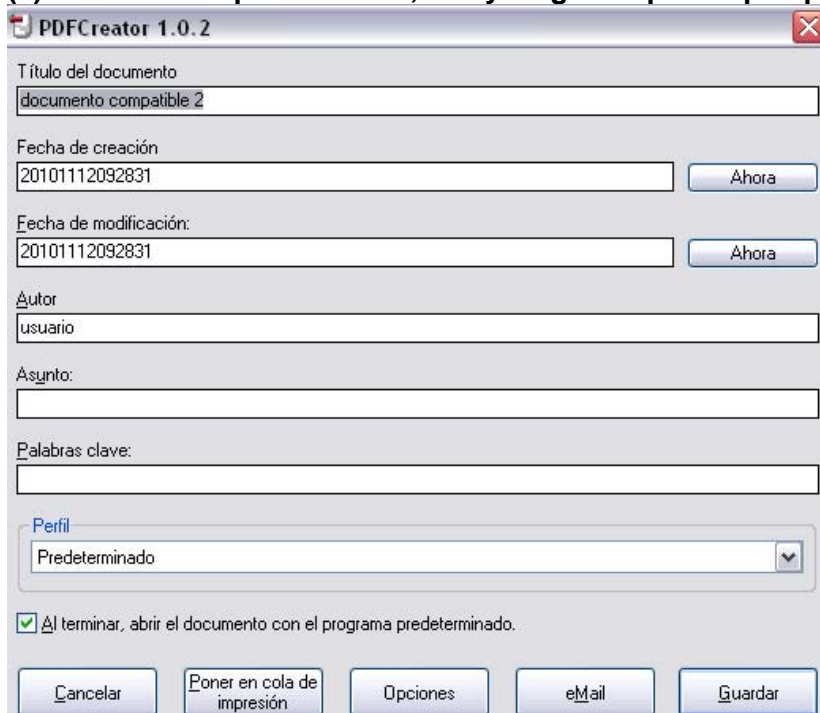 PDFCreator 1.0.2
Título del documento
documento compatible 2
Fecha de creación
20101112092831
Ahora
Fecha de modificación:
20101112092831
Ahora
Autor
usuario
Asunto:
Palabras clave:
Perfil
Predeterminado
Al terminar, abrir el documento con el programa predeterminado.
Cancelar
Poner en cola de
impresión
Opciones
eMail
Guardar